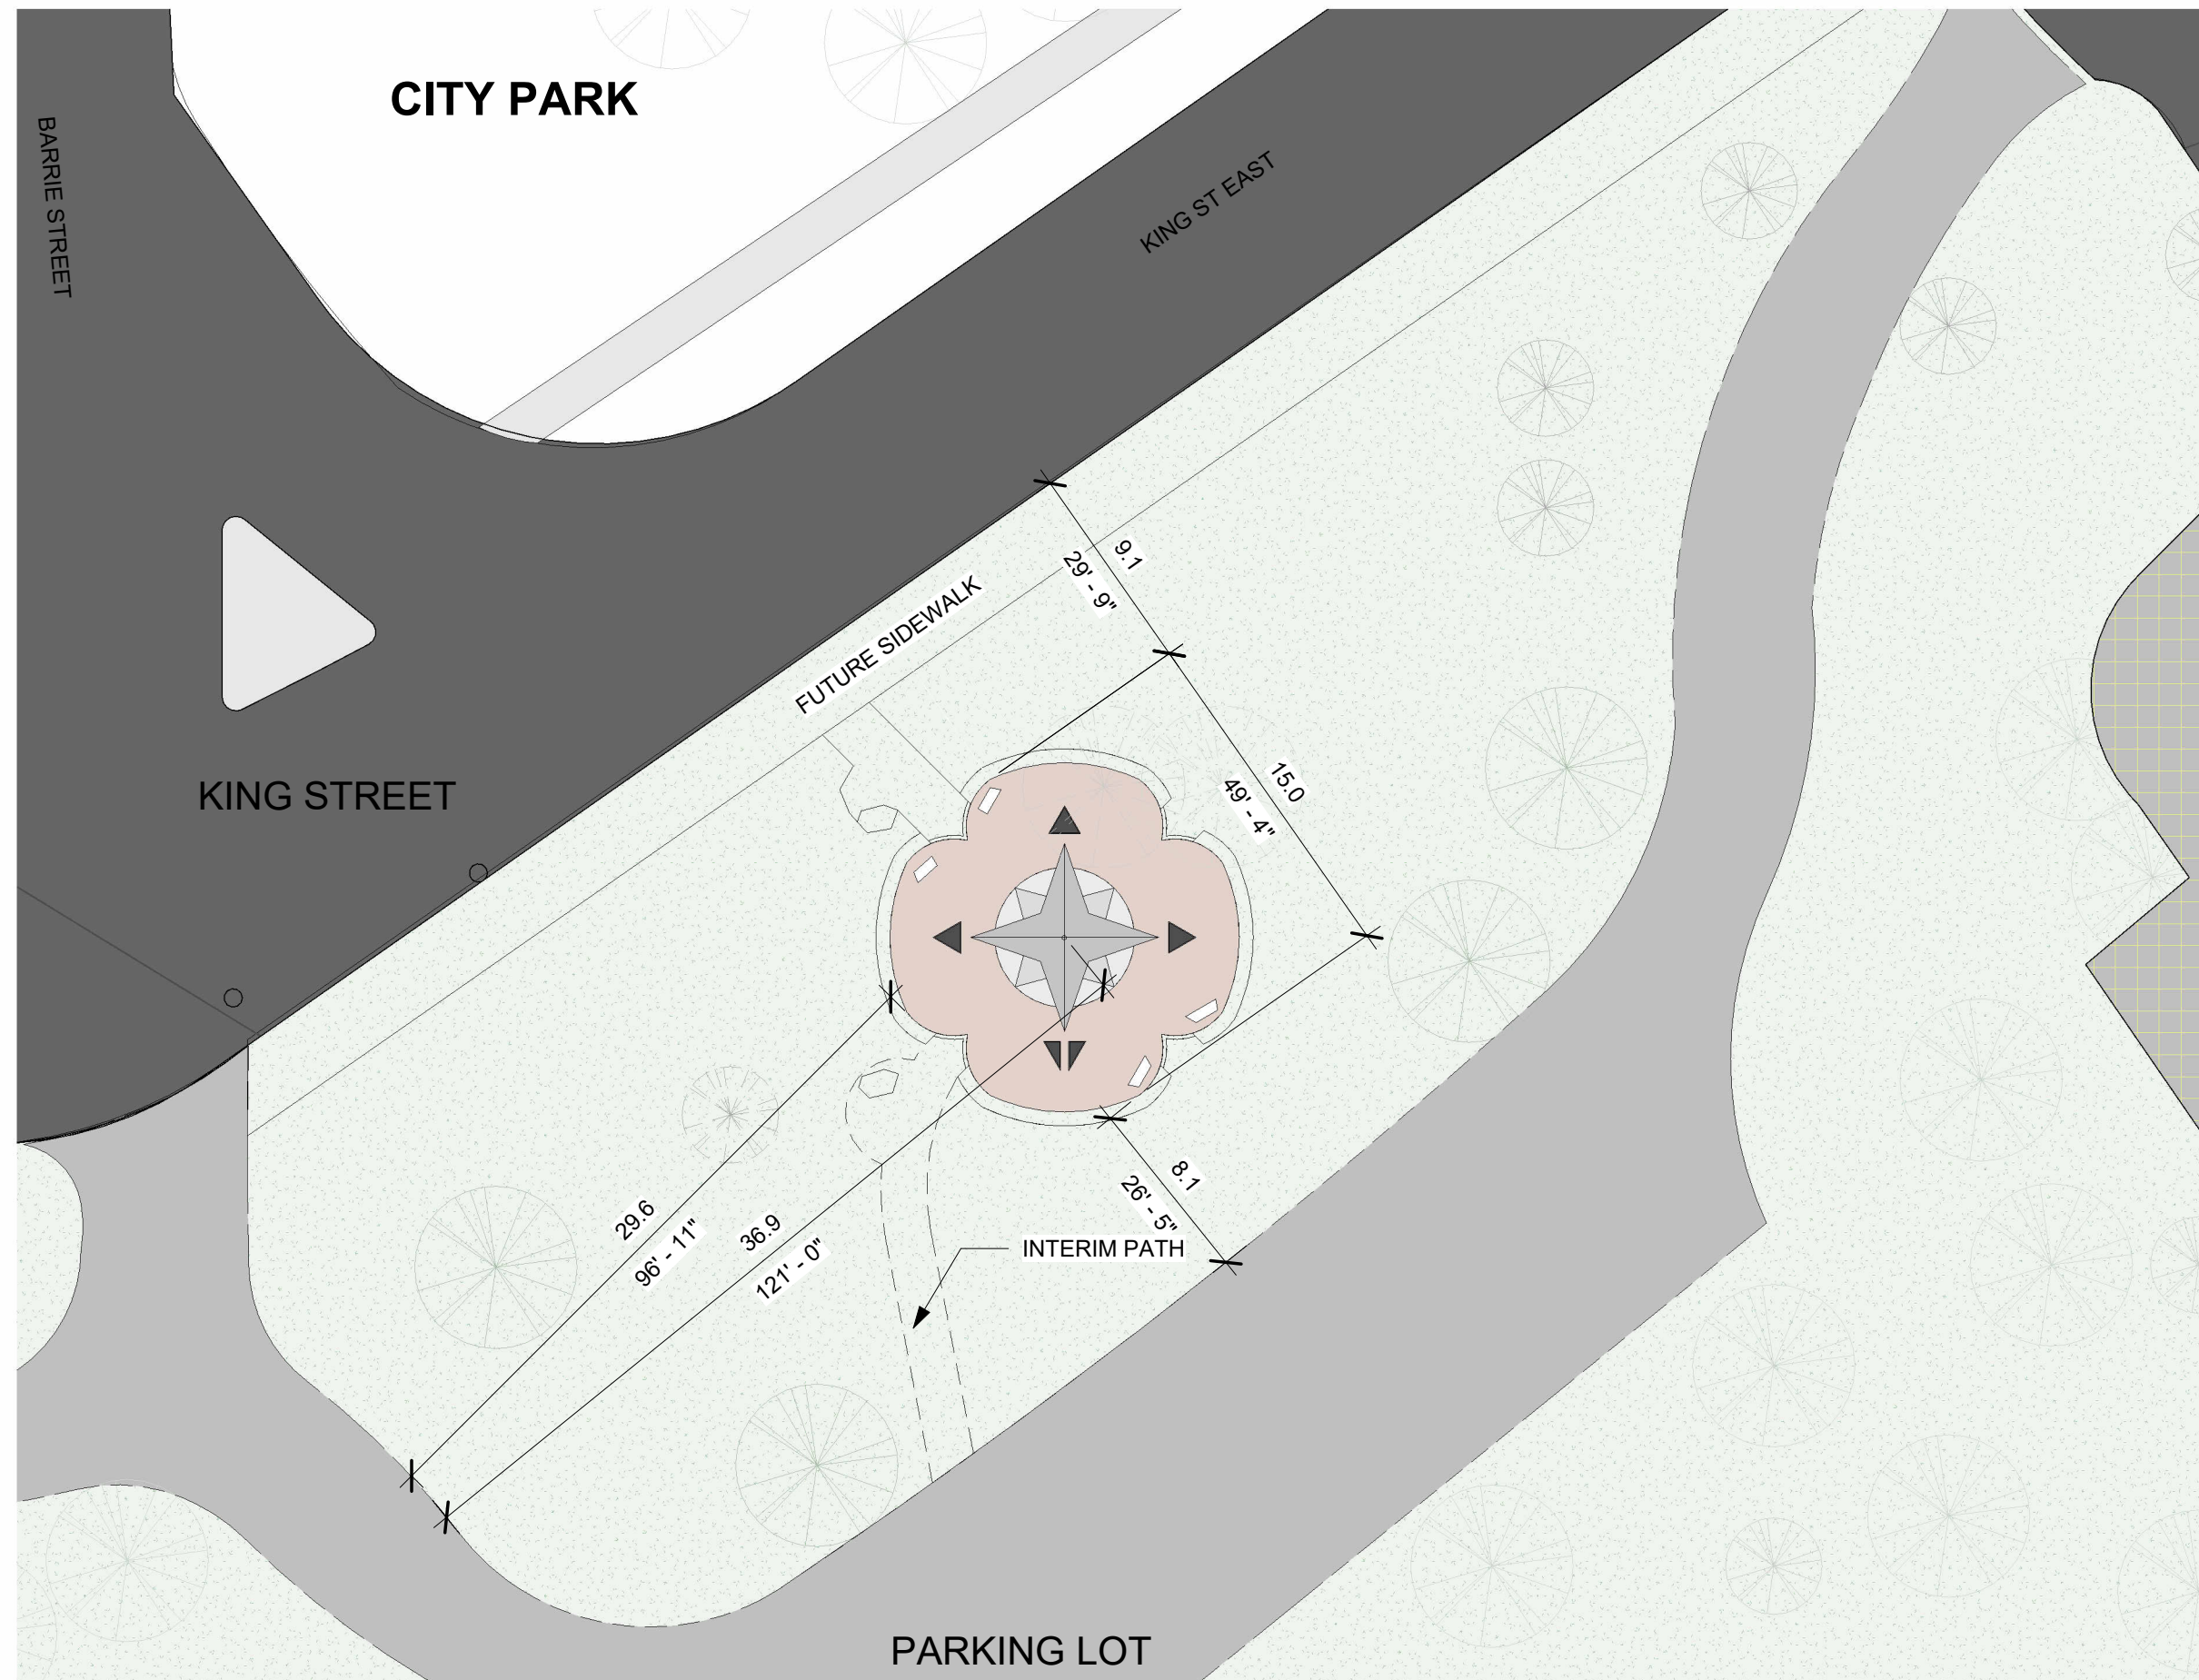 CITY PARK
BARRIE STREET
KING ST EAST
9.1
29' - 9"
FUTURE SIDEWALK
15.0
49' - 4"
KING STREET
8.1
26' - 5"
29.6
96' - 11"
36.9
121' - 0"
INTERIM PATH
PARKING LOT